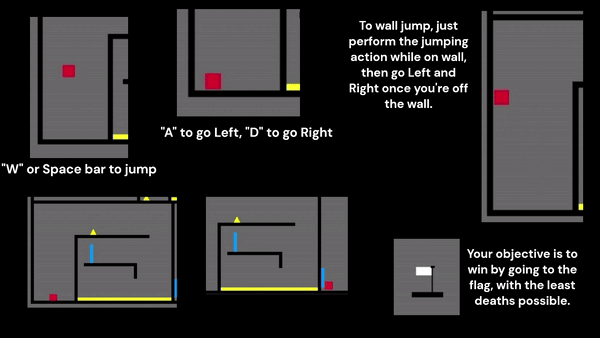 To wall jump, just
perform the jumping
action while on wall,
then go Left and
Right once you're off
the wall.
"A" to go Left, "D" to go Right
"W" or Space bar to jump
Your objective is to
win by going to the
flag, with the least
deaths possible.